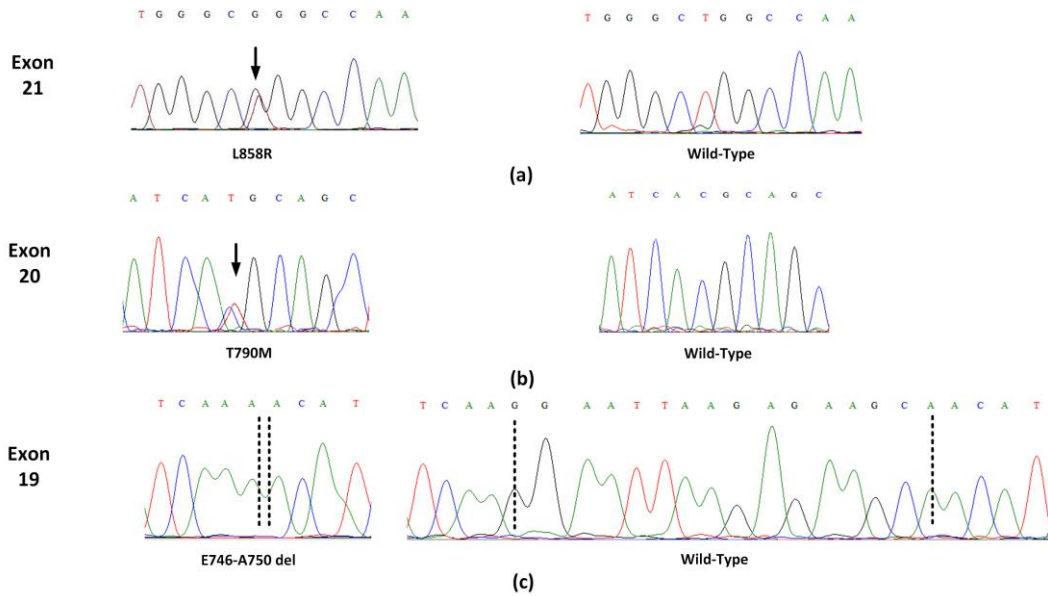 T G G G C G G G C C A A
T G G G C T G G C C A A
Exon
21
L858R
Wild-Type
(a)
A T C A T G C A G C
A T C A C G C A G C
Exon
20
T790M
Wild-Type
(b)
T C A A A A C A T
T C A A G G A A T T A A G A G A A G C A A C A T
Exon
19
E746-A750 del
Wild-Type
(c)